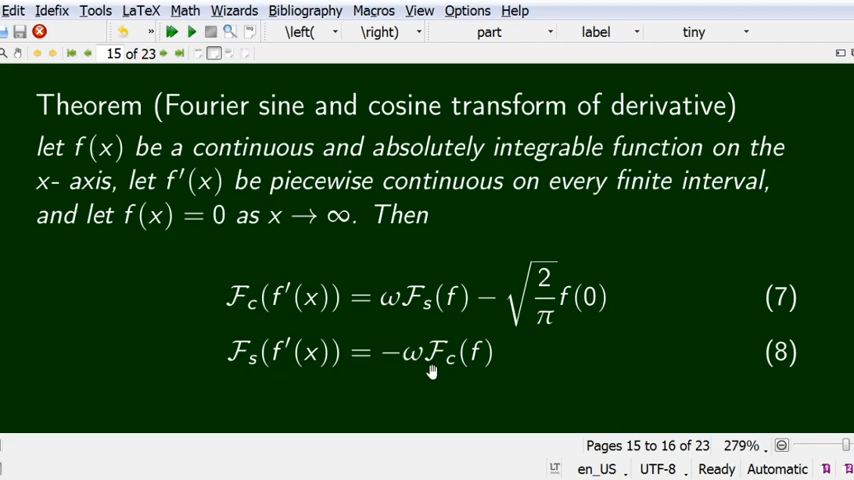 Edit Idefix Tools LaTeX Math Wizards Bibliography Macros View Options Help
» \left( \right) part label tiny
15 of 23
Theorem (Fourier sine and cosine transform of derivative)
let f(x) be a continuous and absolutely integrable function on the
x- axis, let f′(x) be piecewise continuous on every finite interval,
and let f(x) = 0 as x → ∞. Then
ℱc(f′(x)) = ωℱs(f) − √(2/π) f(0) (7)
ℱs(f′(x)) = −ωℱc(f) (8)
Pages 15 to 16 of 23 279%
LT en_US UTF-8 Ready Automatic